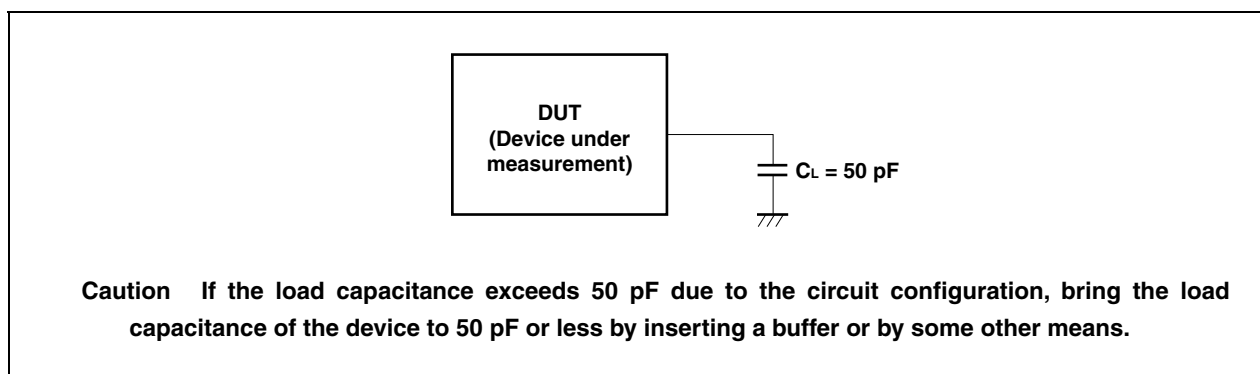 DUT
(Device under
measurement)
CL = 50 pF
Caution If the load capacitance exceeds 50 pF due to the circuit configuration, bring the load
capacitance of the device to 50 pF or less by inserting a buffer or by some other means.